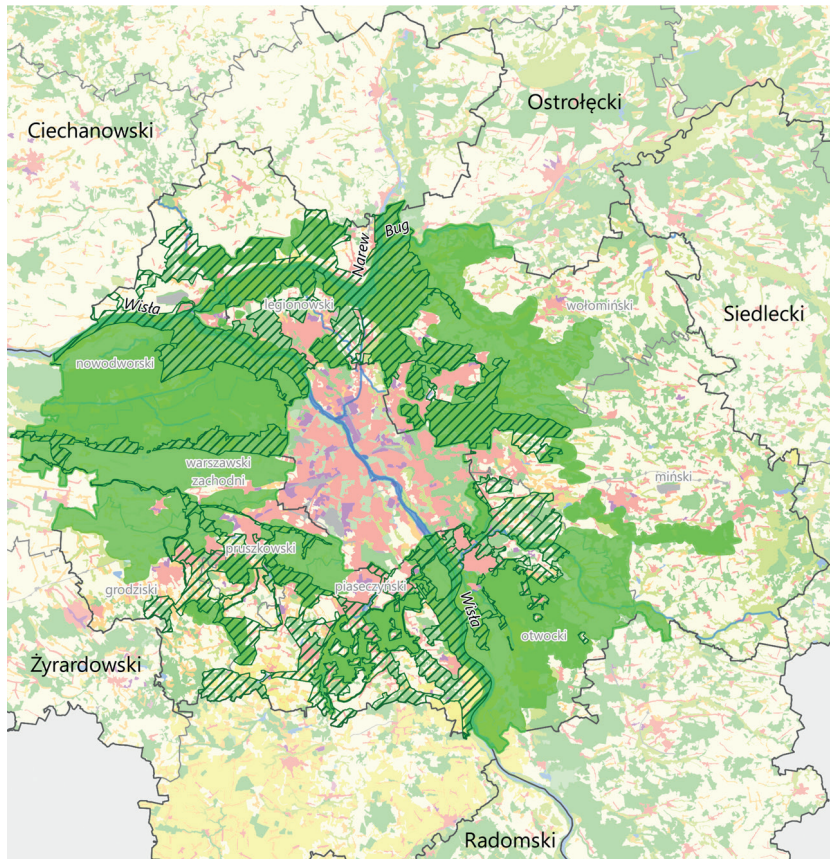 Ostrołęcki
Ciechanowski
Narew
Bug
Wisła
legionowski
wołomiński
Siedlecki
nowodworski
warszawski
zachodni
miński
pruszkowski
grodziski
piaseczyński
Wisła
otwocki
Żyrardowski
Radomski